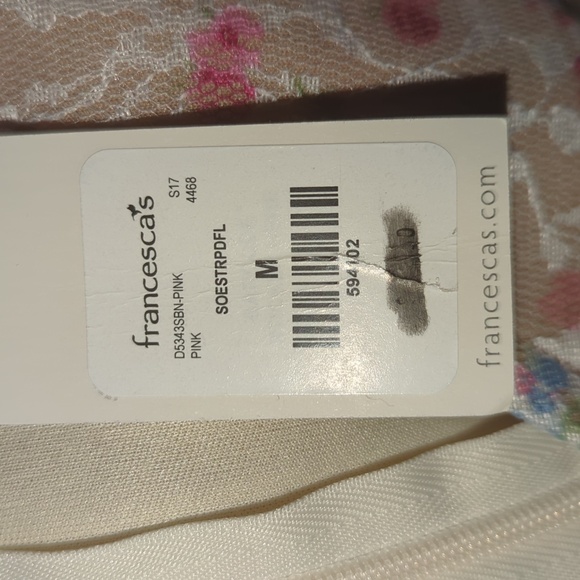 francesca's
D5343SBN-PINK S17
PINK 4468
SOESTRPDFL
M
francescas.com